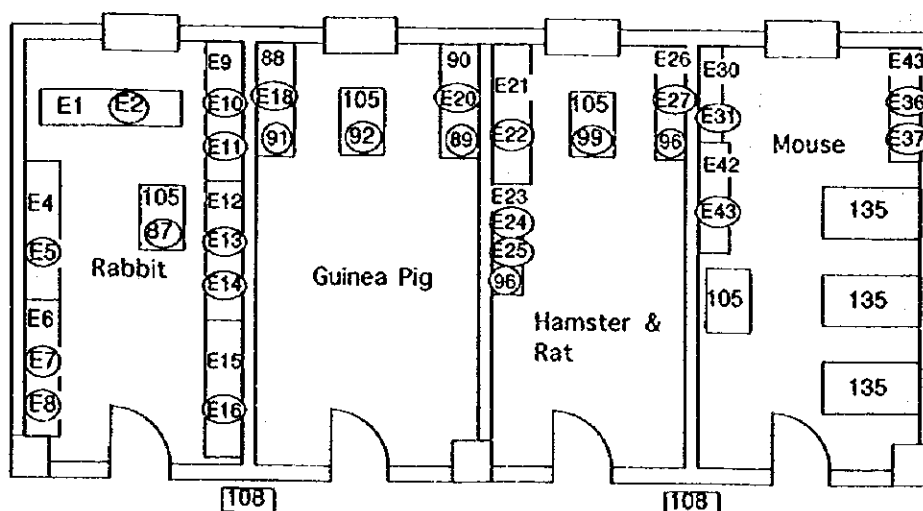 E1
E2
E4
E5
E6
E7
E8
105
87
Rabbit
E9
E10
E11
E12
E13
E14
E15
E16
88
E18
91
105
92
90
E20
89
Guinea Pig
E21
E22
E23
E24
E25
96
105
99
E26
E27
96
Hamster &
Rat
E30
E31
E42
E43
105
Mouse
E43
E36
E37
135
135
135
108
108